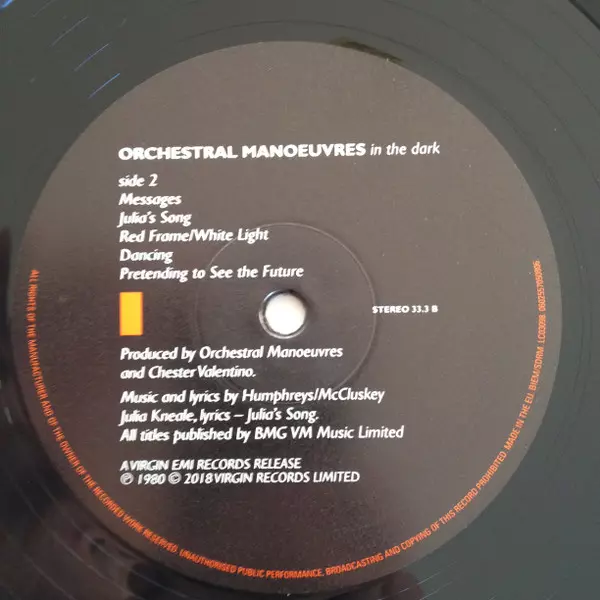 ORCHESTRAL MANOEUVRES in the dark
side 2
Messages
Julia's Song
Red Frame/White Light
Dancing
Pretending to See the Future
STEREO 33.3 B
Produced by Orchestral Manoeuvres
and Chester Valentino.
Music and lyrics by Humphreys/McCluskey
Julia Kneale, lyrics – Julia's Song.
All titles published by BMG VM Music Limited
A VIRGIN EMI RECORDS RELEASE
℗ 1980 © 2018 VIRGIN RECORDS LIMITED
ALL RIGHTS OF THE MANUFACTURER AND OF THE OWNER OF THE RECORDED WORK RESERVED. UNAUTHORISED PUBLIC PERFORMANCE, BROADCASTING AND COPYING OF THIS RECORD PROHIBITED. MADE IN THE EU. BIEM/SDRM. LC03098